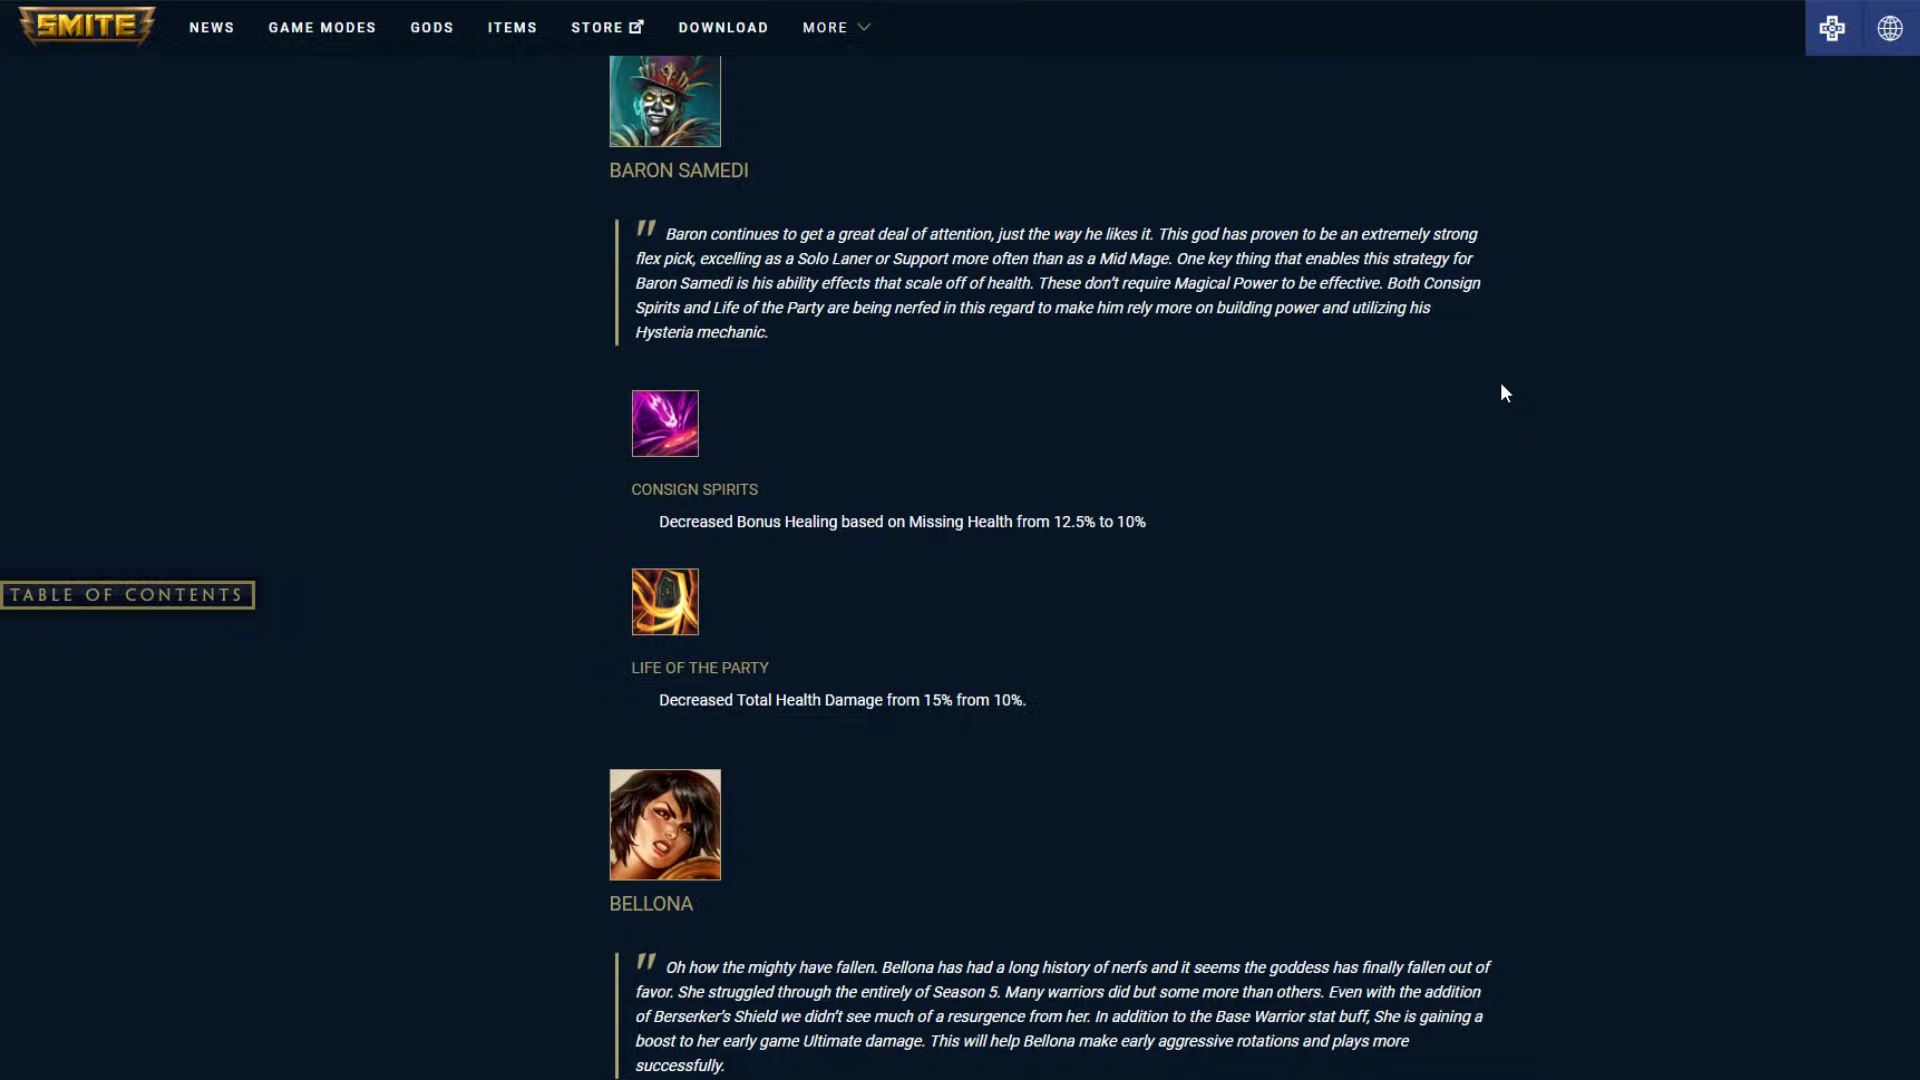 SMITE
NEWS GAME MODES GODS ITEMS STORE DOWNLOAD MORE
BARON SAMEDI
" Baron continues to get a great deal of attention, just the way he likes it. This god has proven to be an extremely strong
flex pick, excelling as a Solo Laner or Support more often than as a Mid Mage. One key thing that enables this strategy for
Baron Samedi is his ability effects that scale off of health. These don't require Magical Power to be effective. Both Consign
Spirits and Life of the Party are being nerfed in this regard to make him rely more on building power and utilizing his
Hysteria mechanic.
CONSIGN SPIRITS
Decreased Bonus Healing based on Missing Health from 12.5% to 10%
TABLE OF CONTENTS
LIFE OF THE PARTY
Decreased Total Health Damage from 15% from 10%.
BELLONA
" Oh how the mighty have fallen. Bellona has had a long history of nerfs and it seems the goddess has finally fallen out of
favor. She struggled through the entirely of Season 5. Many warriors did but some more than others. Even with the addition
of Berserker's Shield we didn't see much of a resurgence from her. In addition to the Base Warrior stat buff, She is gaining a
boost to her early game Ultimate damage. This will help Bellona make early aggressive rotations and plays more
successfully.